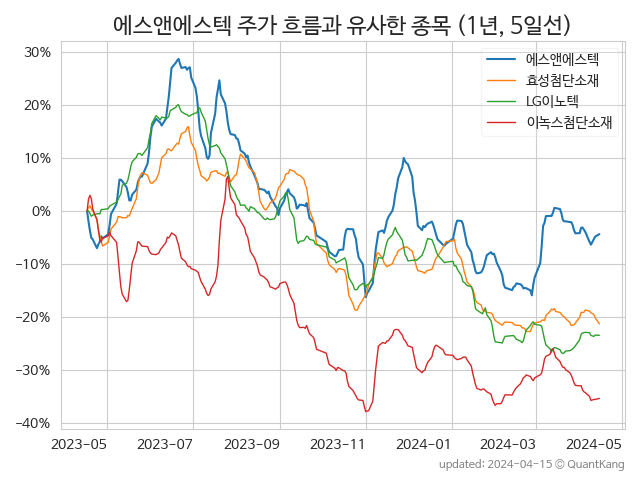 에스앤에스텍 주가 흐름과 유사한 종목 (1년, 5일선)
에스앤에스텍
효성첨단소재
LG이노텍
이녹스첨단소재
30%
20%
10%
0%
−10%
−20%
−30%
−40%
2023-05
2023-07
2023-09
2023-11
2024-01
2024-03
2024-05
updated: 2024-04-15 © QuantKang